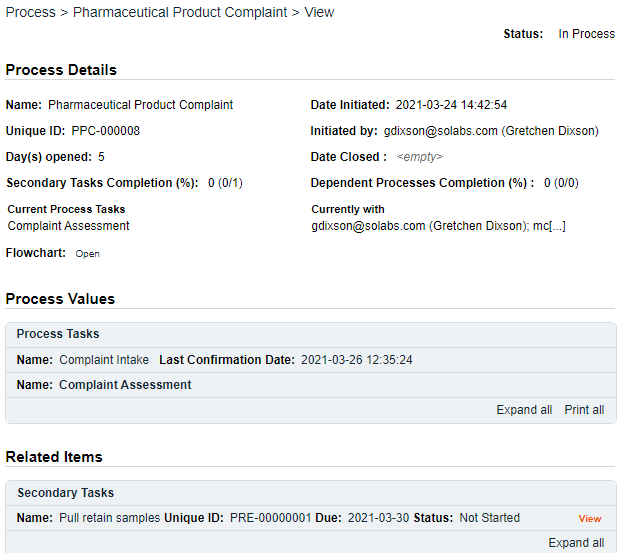 Process > Pharmaceutical Product Complaint > View
Status: In Process
Process Details
Name: Pharmaceutical Product Complaint Date Initiated: 2021-03-24 14:42:54
Unique ID: PPC-000008 Initiated by: gdixson@solabs.com (Gretchen Dixson)
Day(s) opened: 5 Date Closed : <empty>
Secondary Tasks Completion (%): 0 (0/1) Dependent Processes Completion (%) : 0 (0/0)
Current Process Tasks Currently with
Complaint Assessment gdixson@solabs.com (Gretchen Dixson); mc[...]
Flowchart: Open
Process Values
Process Tasks
Name: Complaint Intake Last Confirmation Date: 2021-03-26 12:35:24
Name: Complaint Assessment
Expand all Print all
Related Items
Secondary Tasks
Name: Pull retain samples Unique ID: PRE-00000001 Due: 2021-03-30 Status: Not Started View
Expand all